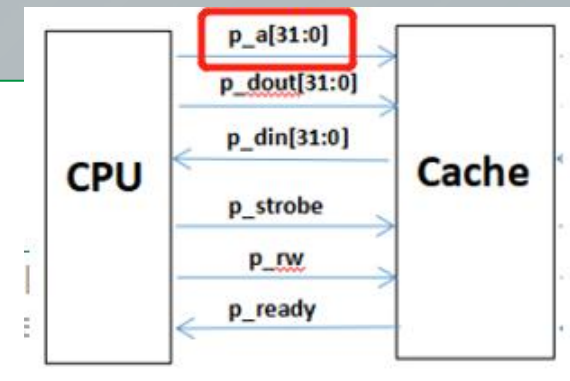 p_a[31:0]
p_dout[31:0]
p_din[31:0]
CPU
Cache
p_strobe
p_rw
p_ready